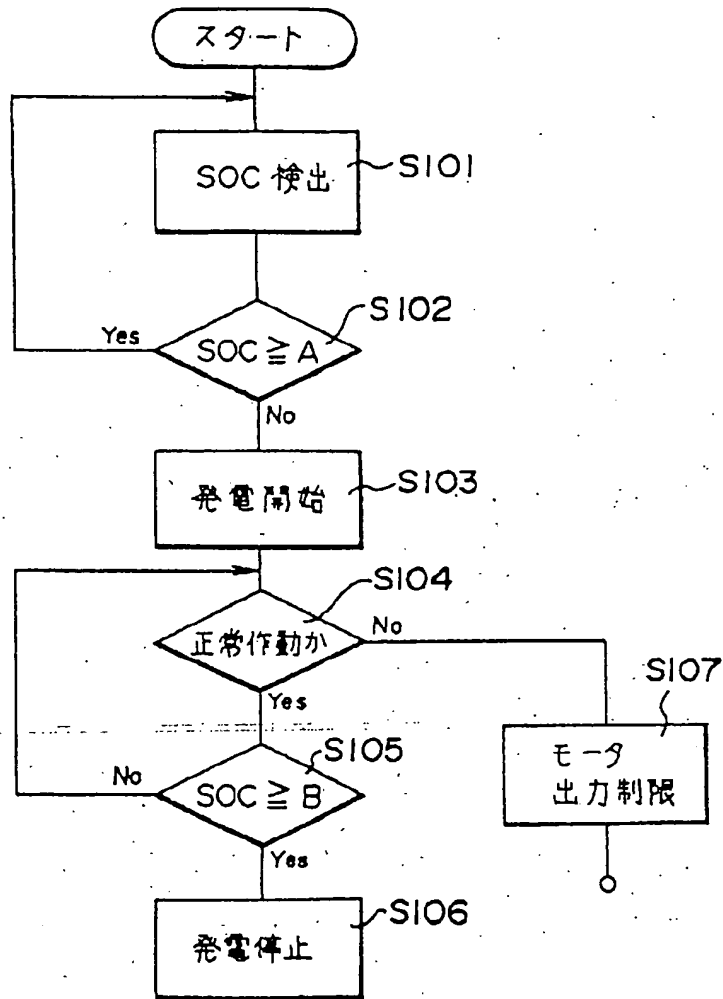 スタート
SOC 検出
S101
S102
Yes
SOC ≧ A
No
発電開始
S103
S104
正常作動か
No
Yes
S107
モータ
出力制限
S105
No
SOC ≧ B
Yes
発電停止
S106